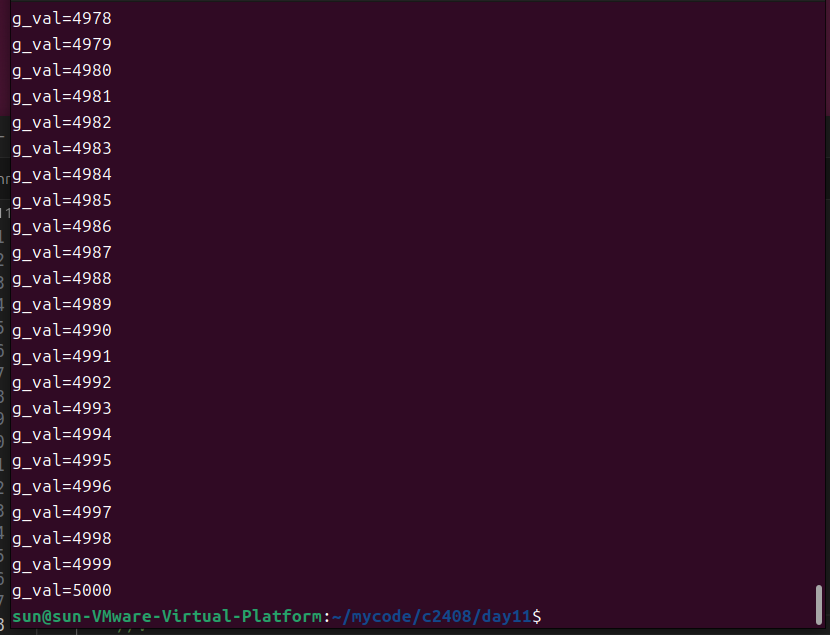 g_val=4978
g_val=4979
g_val=4980
g_val=4981
g_val=4982
g_val=4983
g_val=4984
g_val=4985
g_val=4986
g_val=4987
g_val=4988
g_val=4989
g_val=4990
g_val=4991
g_val=4992
g_val=4993
g_val=4994
g_val=4995
g_val=4996
g_val=4997
g_val=4998
g_val=4999
g_val=5000
sun@sun-VMware-Virtual-Platform:~/mycode/c2408/day11$